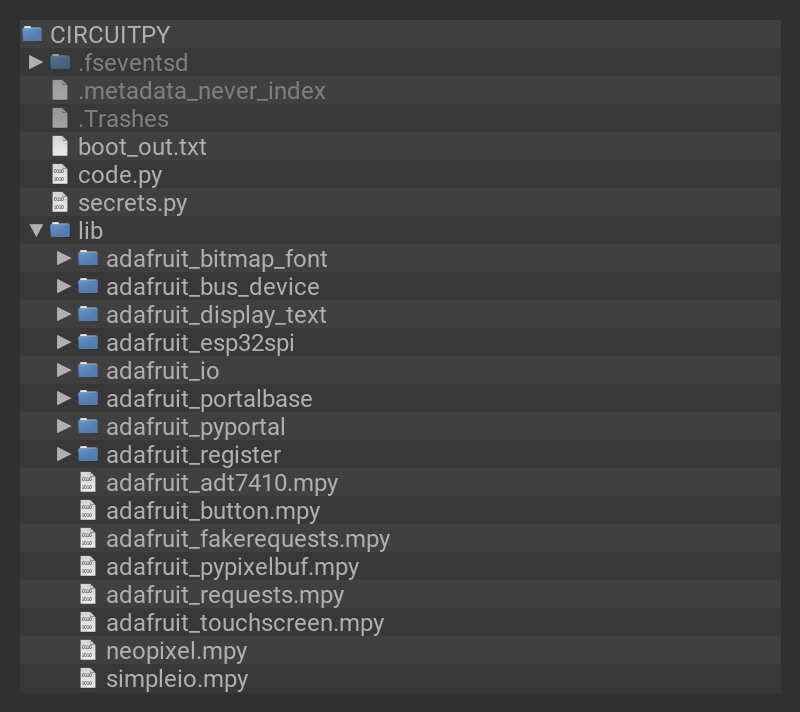 CIRCUITPY
.fseventsd
.metadata_never_index
.Trashes
boot_out.txt
code.py
secrets.py
lib
adafruit_bitmap_font
adafruit_bus_device
adafruit_display_text
adafruit_esp32spi
adafruit_io
adafruit_portalbase
adafruit_pyportal
adafruit_register
adafruit_adt7410.mpy
adafruit_button.mpy
adafruit_fakerequests.mpy
adafruit_pypixelbuf.mpy
adafruit_requests.mpy
adafruit_touchscreen.mpy
neopixel.mpy
simpleio.mpy